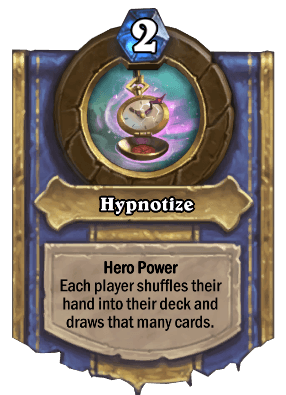 2
Hypnotize
Hero Power
Each player shuffles their
hand into their deck and
draws that many cards.